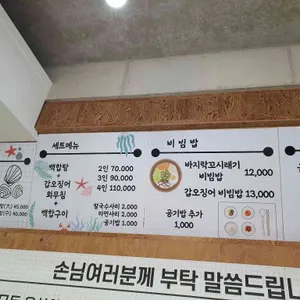 세트메뉴
백합탕
+
갑오징어
회무침
+
백합구이
2인 70,000
3인 90,000
4인 110,000
칼국수사리 2,000
라면사리 2,000
공기밥 1,000
비빔밥
바지락꼬시래기
비빔밥 12,000
갑오징어 비빔밥 13,000
공기밥 추가
1,000
손님여러분께 부탁 말씀드립니